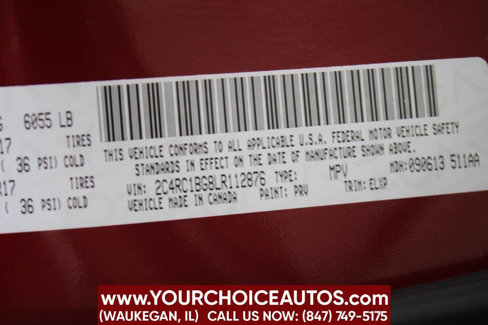 6055 LB
17 TIRES
( 36 PSI) COLD
R17 TIRES
( 36 PSI) COLD
THIS VEHICLE CONFORMS TO ALL APPLICABLE U.S.A. FEDERAL MOTOR VEHICLE SAFETY
STANDARDS IN EFFECT ON THE DATE OF MANUFACTURE SHOWN ABOVE.
VIN: 2C4RC1BG8LR112876 TYPE: MPV MDH: 090613 511AA
VEHICLE MADE IN CANADA PAINT: PRV TRIM: ELXP
WWW.YOURCHOICEAUTOS.COM
(WAUKEGAN, IL) CALL US NOW: (847) 749-5175